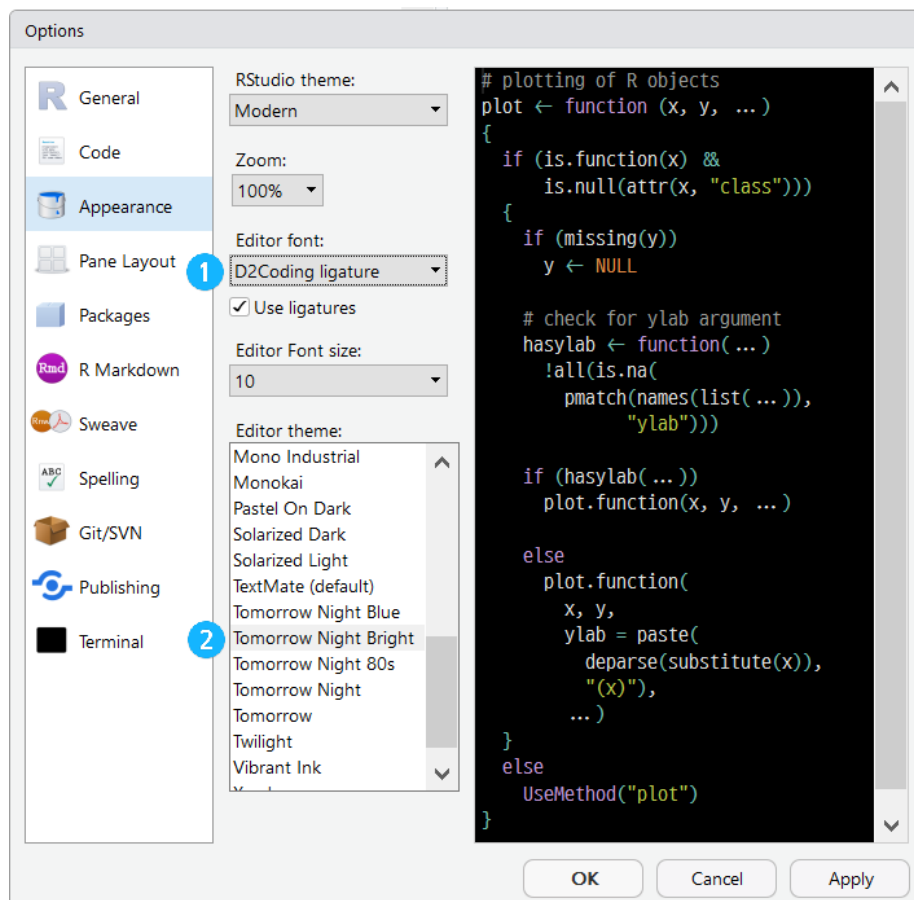 Options
General
Code
Appearance
Pane Layout
Packages
Rmd R Markdown
Sweave
ABC Spelling
Git/SVN
Publishing
Terminal
RStudio theme:
Modern
Zoom:
100%
Editor font:
1 D2Coding ligature
Use ligatures
Editor Font size:
10
Editor theme:
Mono Industrial
Monokai
Pastel On Dark
Solarized Dark
Solarized Light
TextMate (default)
Tomorrow Night Blue
2 Tomorrow Night Bright
Tomorrow Night 80s
Tomorrow Night
Tomorrow
Twilight
Vibrant Ink
# plotting of R objects
plot ← function (x, y, ...)
{
if (is.function(x) &&
is.null(attr(x, "class")))
{
if (missing(y))
y ← NULL
# check for ylab argument
hasylab ← function(...)
!all(is.na(
pmatch(names(list(...)),
"ylab")))
if (hasylab(...))
plot.function(x, y, ...)
else
plot.function(
x, y,
ylab = paste(
deparse(substitute(x)),
"(x)"),
...)
}
else
UseMethod("plot")
}
OK
Cancel
Apply